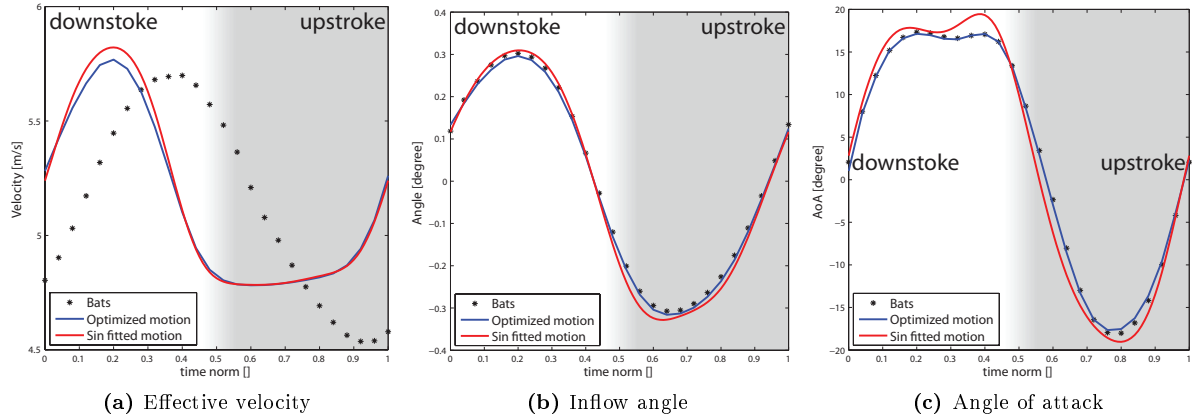 downstoke
upstroke
6
5.5
5
4.5
Velocity [m/s]
Bats
Optimized motion
Sin fitted motion
0 0.1 0.2 0.3 0.4 0.5 0.6 0.7 0.8 0.9 1
time norm []
(a) Effective velocity
downstoke
upstroke
0.4
0.3
0.2
0.1
0
−0.1
−0.2
−0.3
−0.4
Angle [degree]
Bats
Optimized motion
Sin fitted motion
0 0.1 0.2 0.3 0.4 0.5 0.6 0.7 0.8 0.9 1
time norm []
(b) Inflow angle
20
15
10
5
0
−5
−10
−15
−20
AoA [degree]
downstoke
upstroke
Bats
Optimized motion
Sin fitted motion
0 0.1 0.2 0.3 0.4 0.5 0.6 0.7 0.8 0.9 1
time norm []
(c) Angle of attack